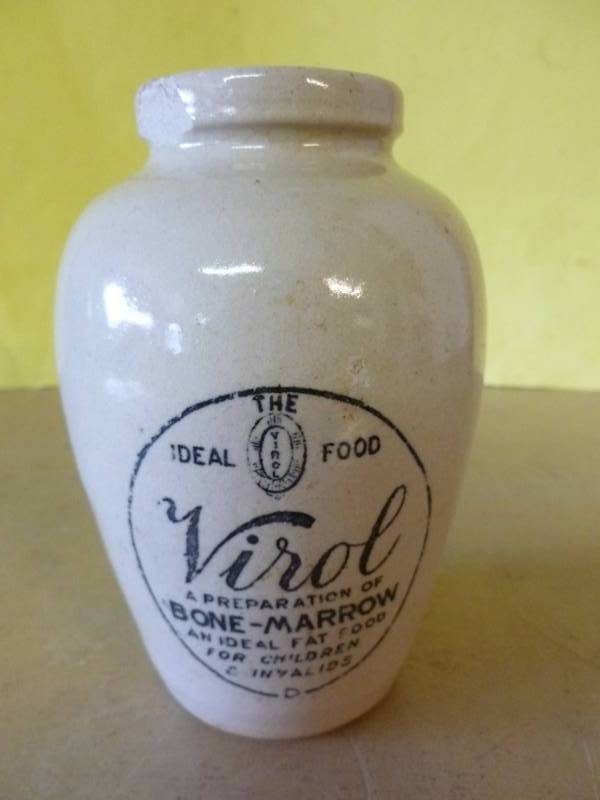 THE
IDEAL VIROL FOOD
Virol
A PREPARATION OF
BONE-MARROW
AN IDEAL FAT FOOD
FOR CHILDREN
& INVALIDS
D